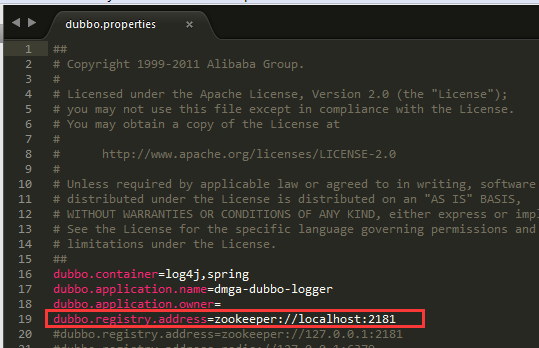 dubbo.properties
1 ##
2 # Copyright 1999-2011 Alibaba Group.
3 #
4 # Licensed under the Apache License, Version 2.0 (the "License");
5 # you may not use this file except in compliance with the License.
6 # You may obtain a copy of the License at
7 #
8 #      http://www.apache.org/licenses/LICENSE-2.0
9 #
10 # Unless required by applicable law or agreed to in writing, software
11 # distributed under the License is distributed on an "AS IS" BASIS,
12 # WITHOUT WARRANTIES OR CONDITIONS OF ANY KIND, either express or impl
13 # See the License for the specific language governing permissions and
14 # limitations under the License.
15 ##
16 dubbo.container=log4j,spring
17 dubbo.application.name=dmga-dubbo-logger
18 dubbo.application.owner=
19 dubbo.registry.address=zookeeper://localhost:2181
20 #dubbo.registry.address=zookeeper://127.0.0.1:2181